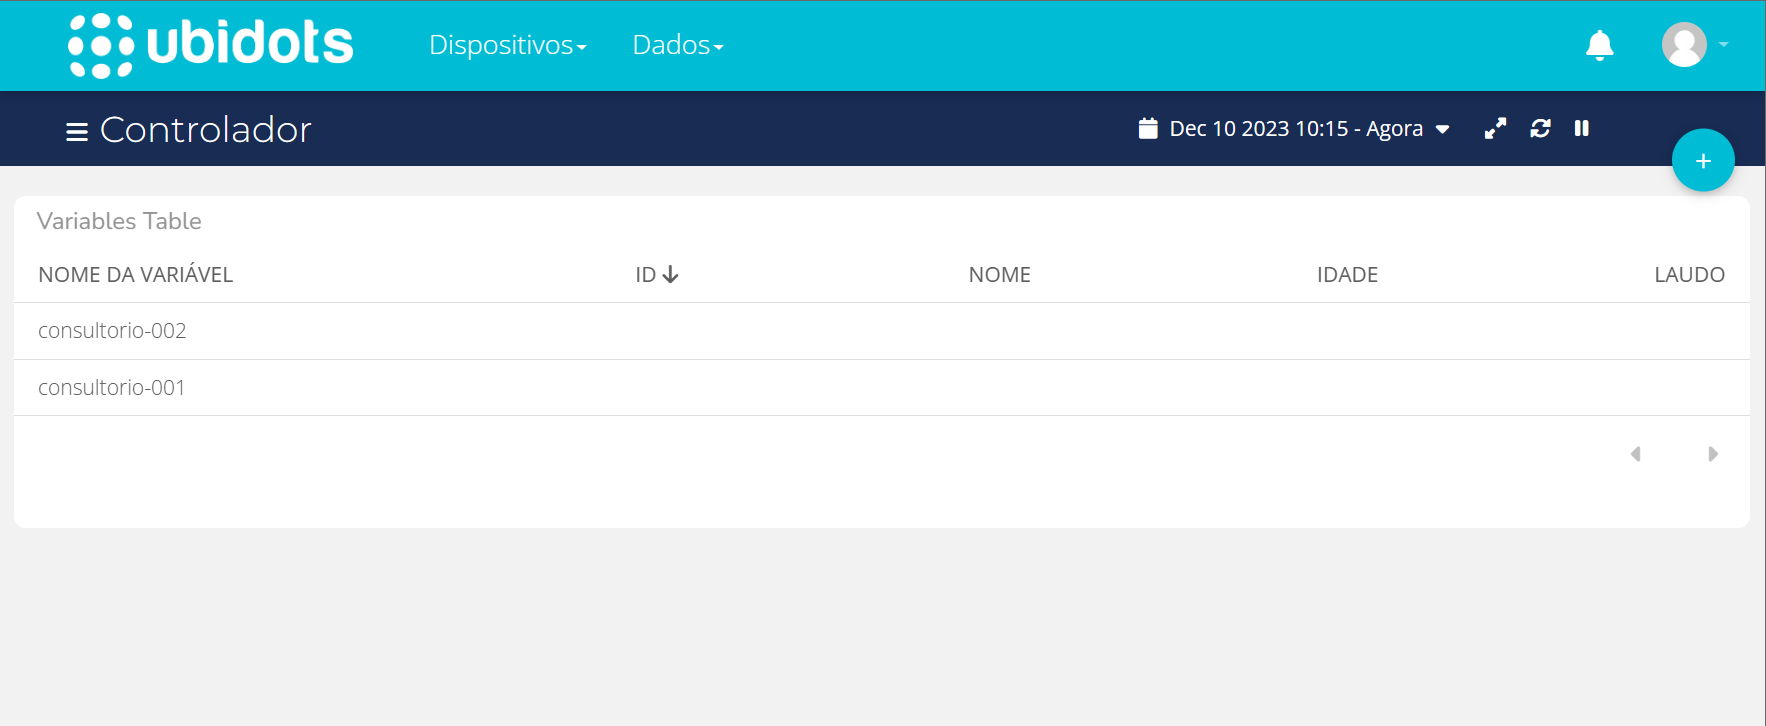 ubidots Dispositivos Dados
Controlador Dec 10 2023 10:15 - Agora
+
Variables Table
NOME DA VARIÁVEL ID NOME IDADE LAUDO
consultorio-002
consultorio-001